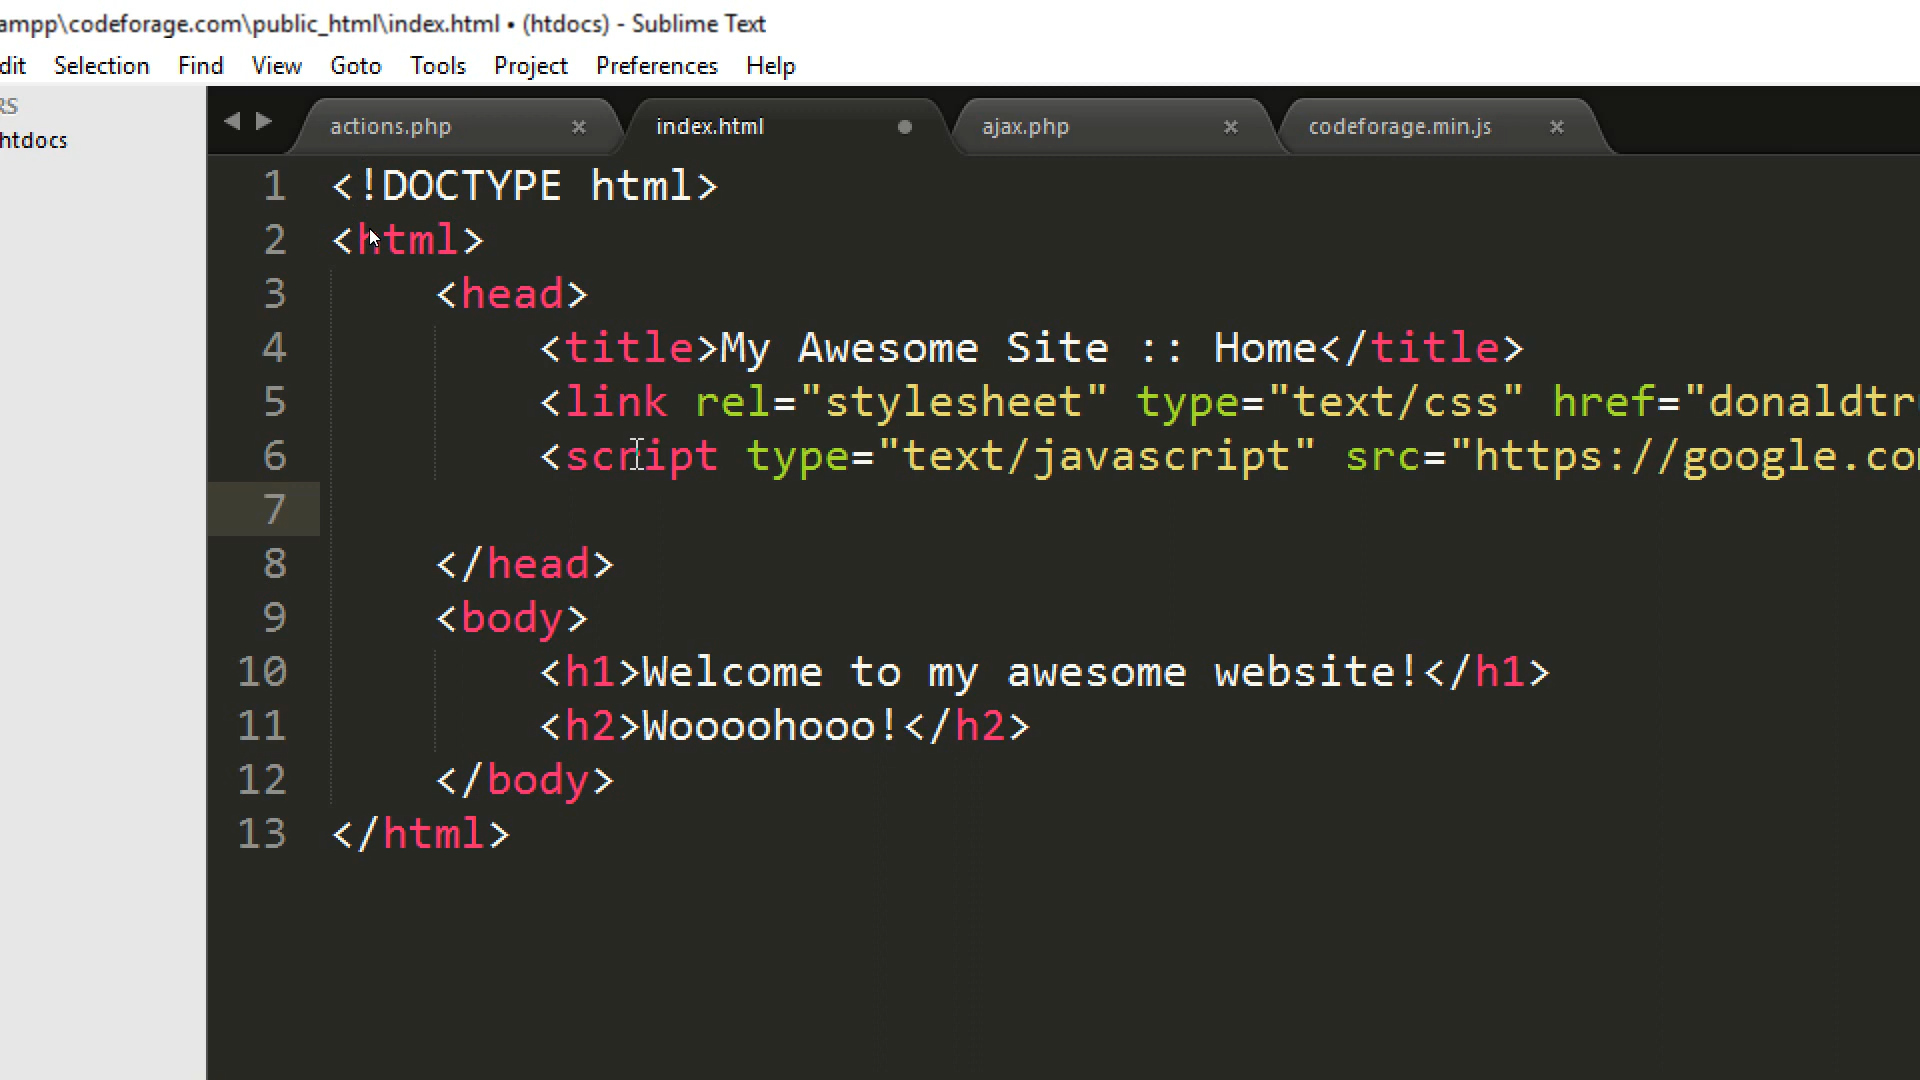 ampp\codeforage.com\public_html\index.html • (htdocs) - Sublime Text
dit Selection Find View Goto Tools Project Preferences Help
RS
htdocs
actions.php index.html ajax.php codeforage.min.js
1 <!DOCTYPE html>
2 <html>
3 <head>
4 <title>My Awesome Site :: Home</title>
5 <link rel="stylesheet" type="text/css" href="donaldtr
6 <script type="text/javascript" src="https://google.co
7
8 </head>
9 <body>
10 <h1>Welcome to my awesome website!</h1>
11 <h2>Woooohooo!</h2>
12 </body>
13 </html>